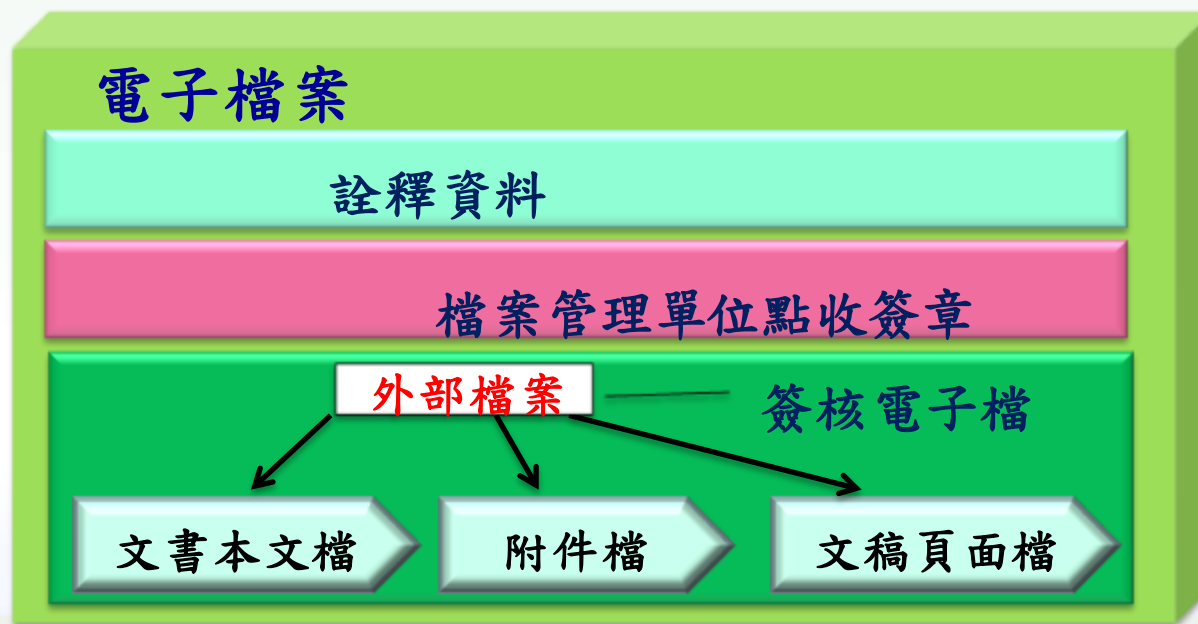 電子檔案
詮釋資料
檔案管理單位點收簽章
外部檔案
簽核電子檔
文書本文檔
附件檔
文稿頁面檔